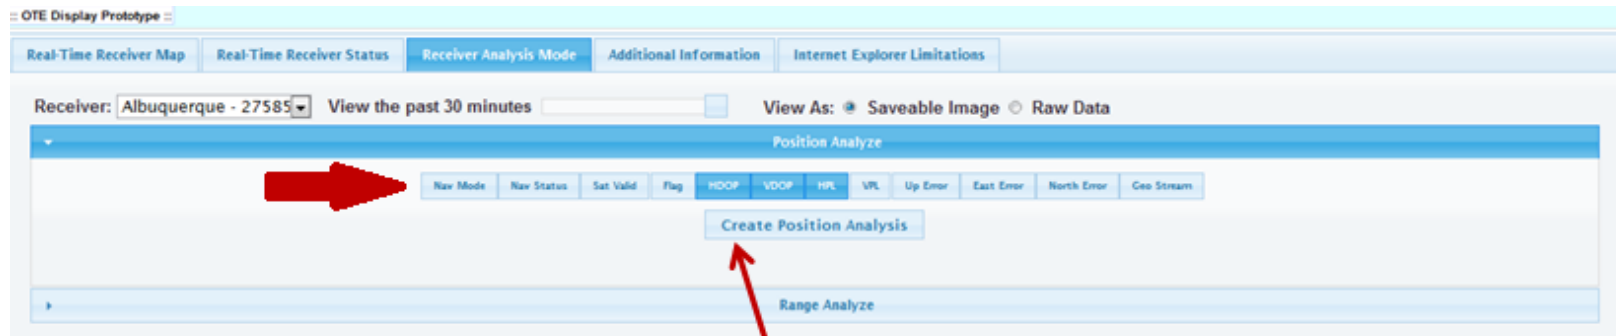 :: OTE Display Prototype ::
Real-Time Receiver Map Real-Time Receiver Status Receiver Analysis Mode Additional Information Internet Explorer Limitations
Receiver: Albuquerque - 27585 View the past 30 minutes View As: Saveable Image Raw Data
Position Analyze
Nav Mode Nav Status Sat Valid Flag HDOP VDOP HPL VPL Up Error East Error North Error Geo Stream
Create Position Analysis
Range Analyze